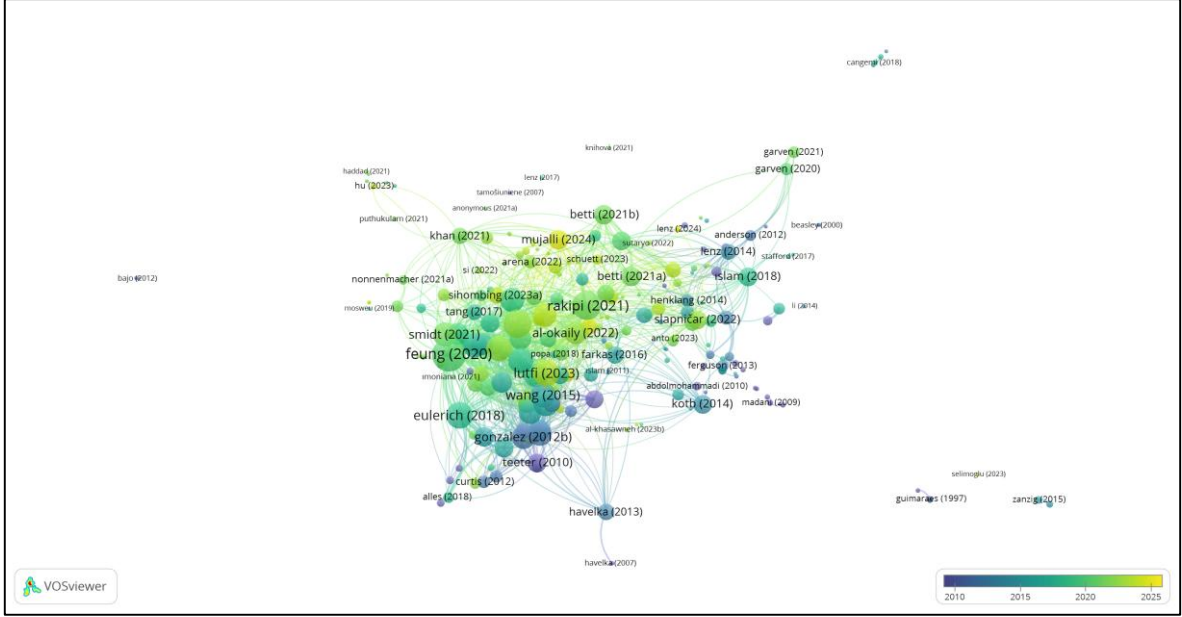 cangemi (2018)
knihová (2021)
garven (2021)
garven (2020)
haddad (2021)
hu (2023)
lenz (2017)
tamošiuniene (2007)
anonymous (2021a)
puthukulam (2021)
betti (2021b)
khan (2021)
mujalli (2024)
lenz (2024)
anderson (2012)
beasley (2000)
sutaryo (2022)
lenz (2014)
stafford (2017)
arena (2022)
schuett (2023)
si (2022)
betti (2021a)
islam (2018)
bajo (2012)
nonnenmacher (2021a)
sihombing (2023a)
henklang (2014)
mosweu (2019)
tang (2017)
rakipi (2021)
li (2014)
slapničar (2022)
smidt (2021)
al-okaily (2022)
anto (2023)
feung (2020)
popa (2018)
farkas (2016)
ferguson (2013)
imoniana (2021)
lutfi (2023)
islam (2011)
abdolmohammadi (2010)
wang (2015)
kotb (2014)
madani (2009)
eulerich (2018)
al-khasawneh (2023b)
gonzalez (2012b)
teeter (2010)
selimoglu (2023)
curtis (2012)
alles (2018)
guimaraes (1997)
zanzig (2015)
havelka (2013)
havelka (2007)
VOSviewer
2010 2015 2020 2025